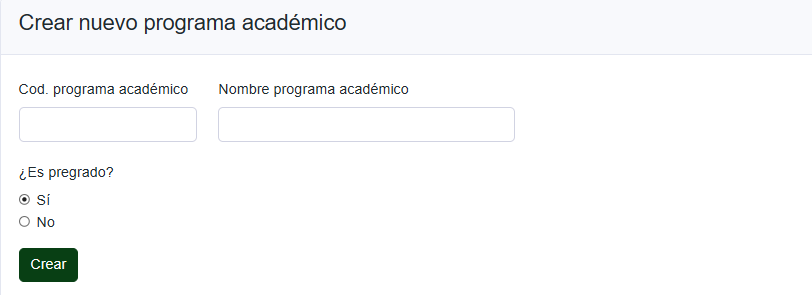 Crear nuevo programa académico
Cod. programa académico Nombre programa académico
¿Es pregrado?
Sí
No
Crear